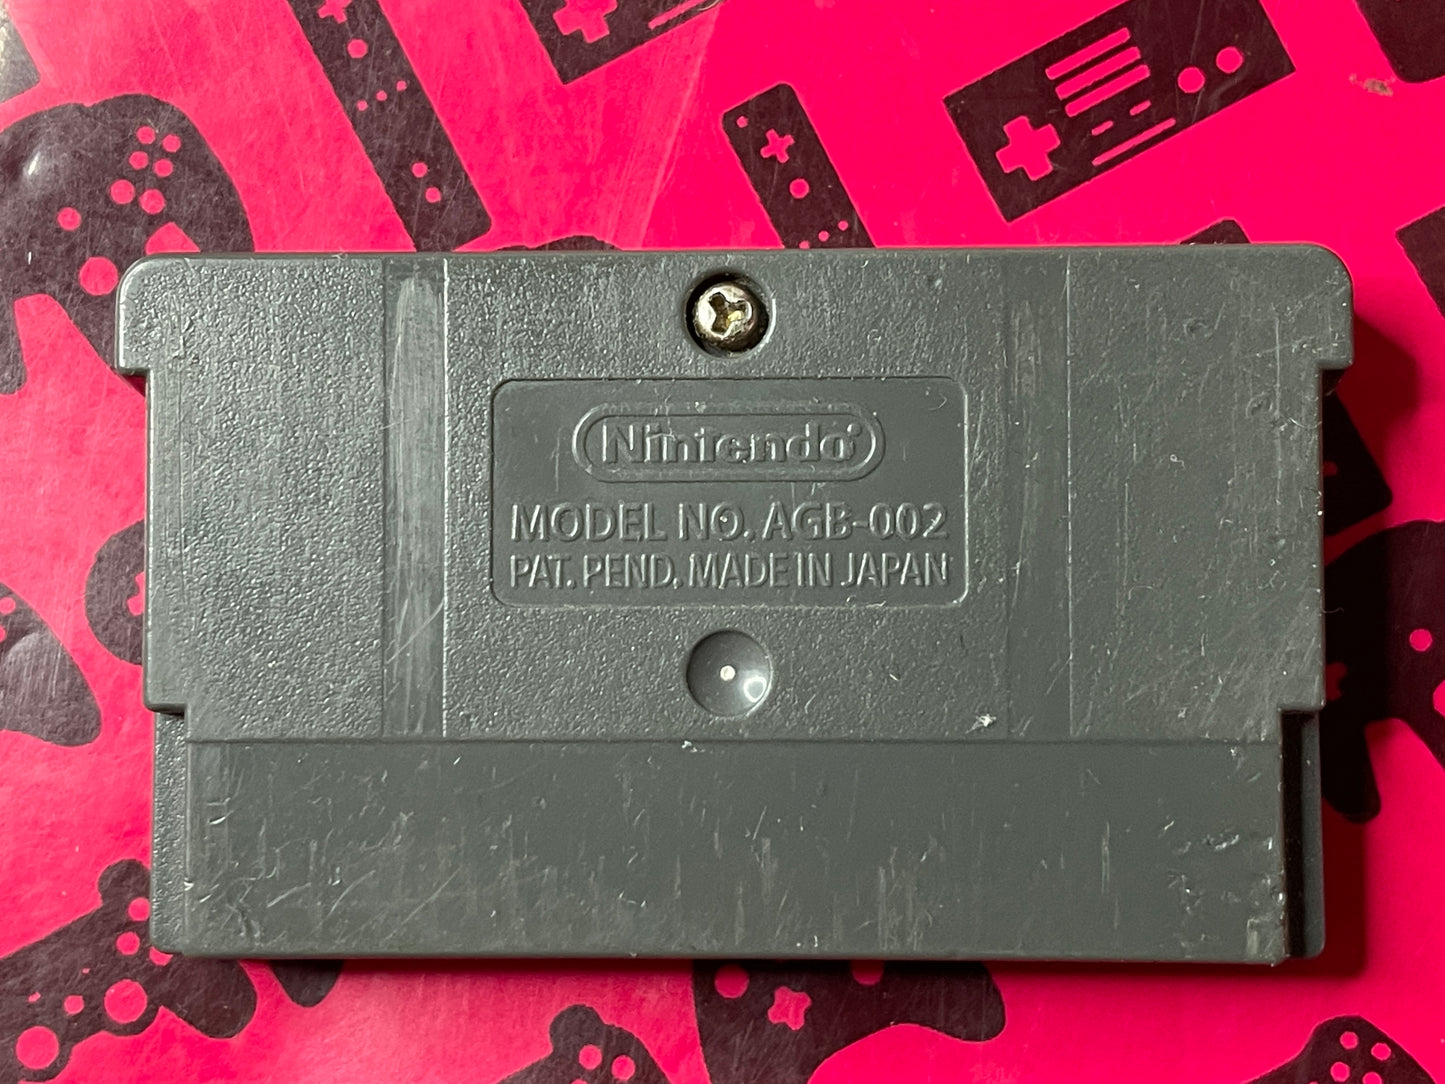 Nintendo®
MODEL NO. AGB-002
PAT. PEND. MADE IN JAPAN